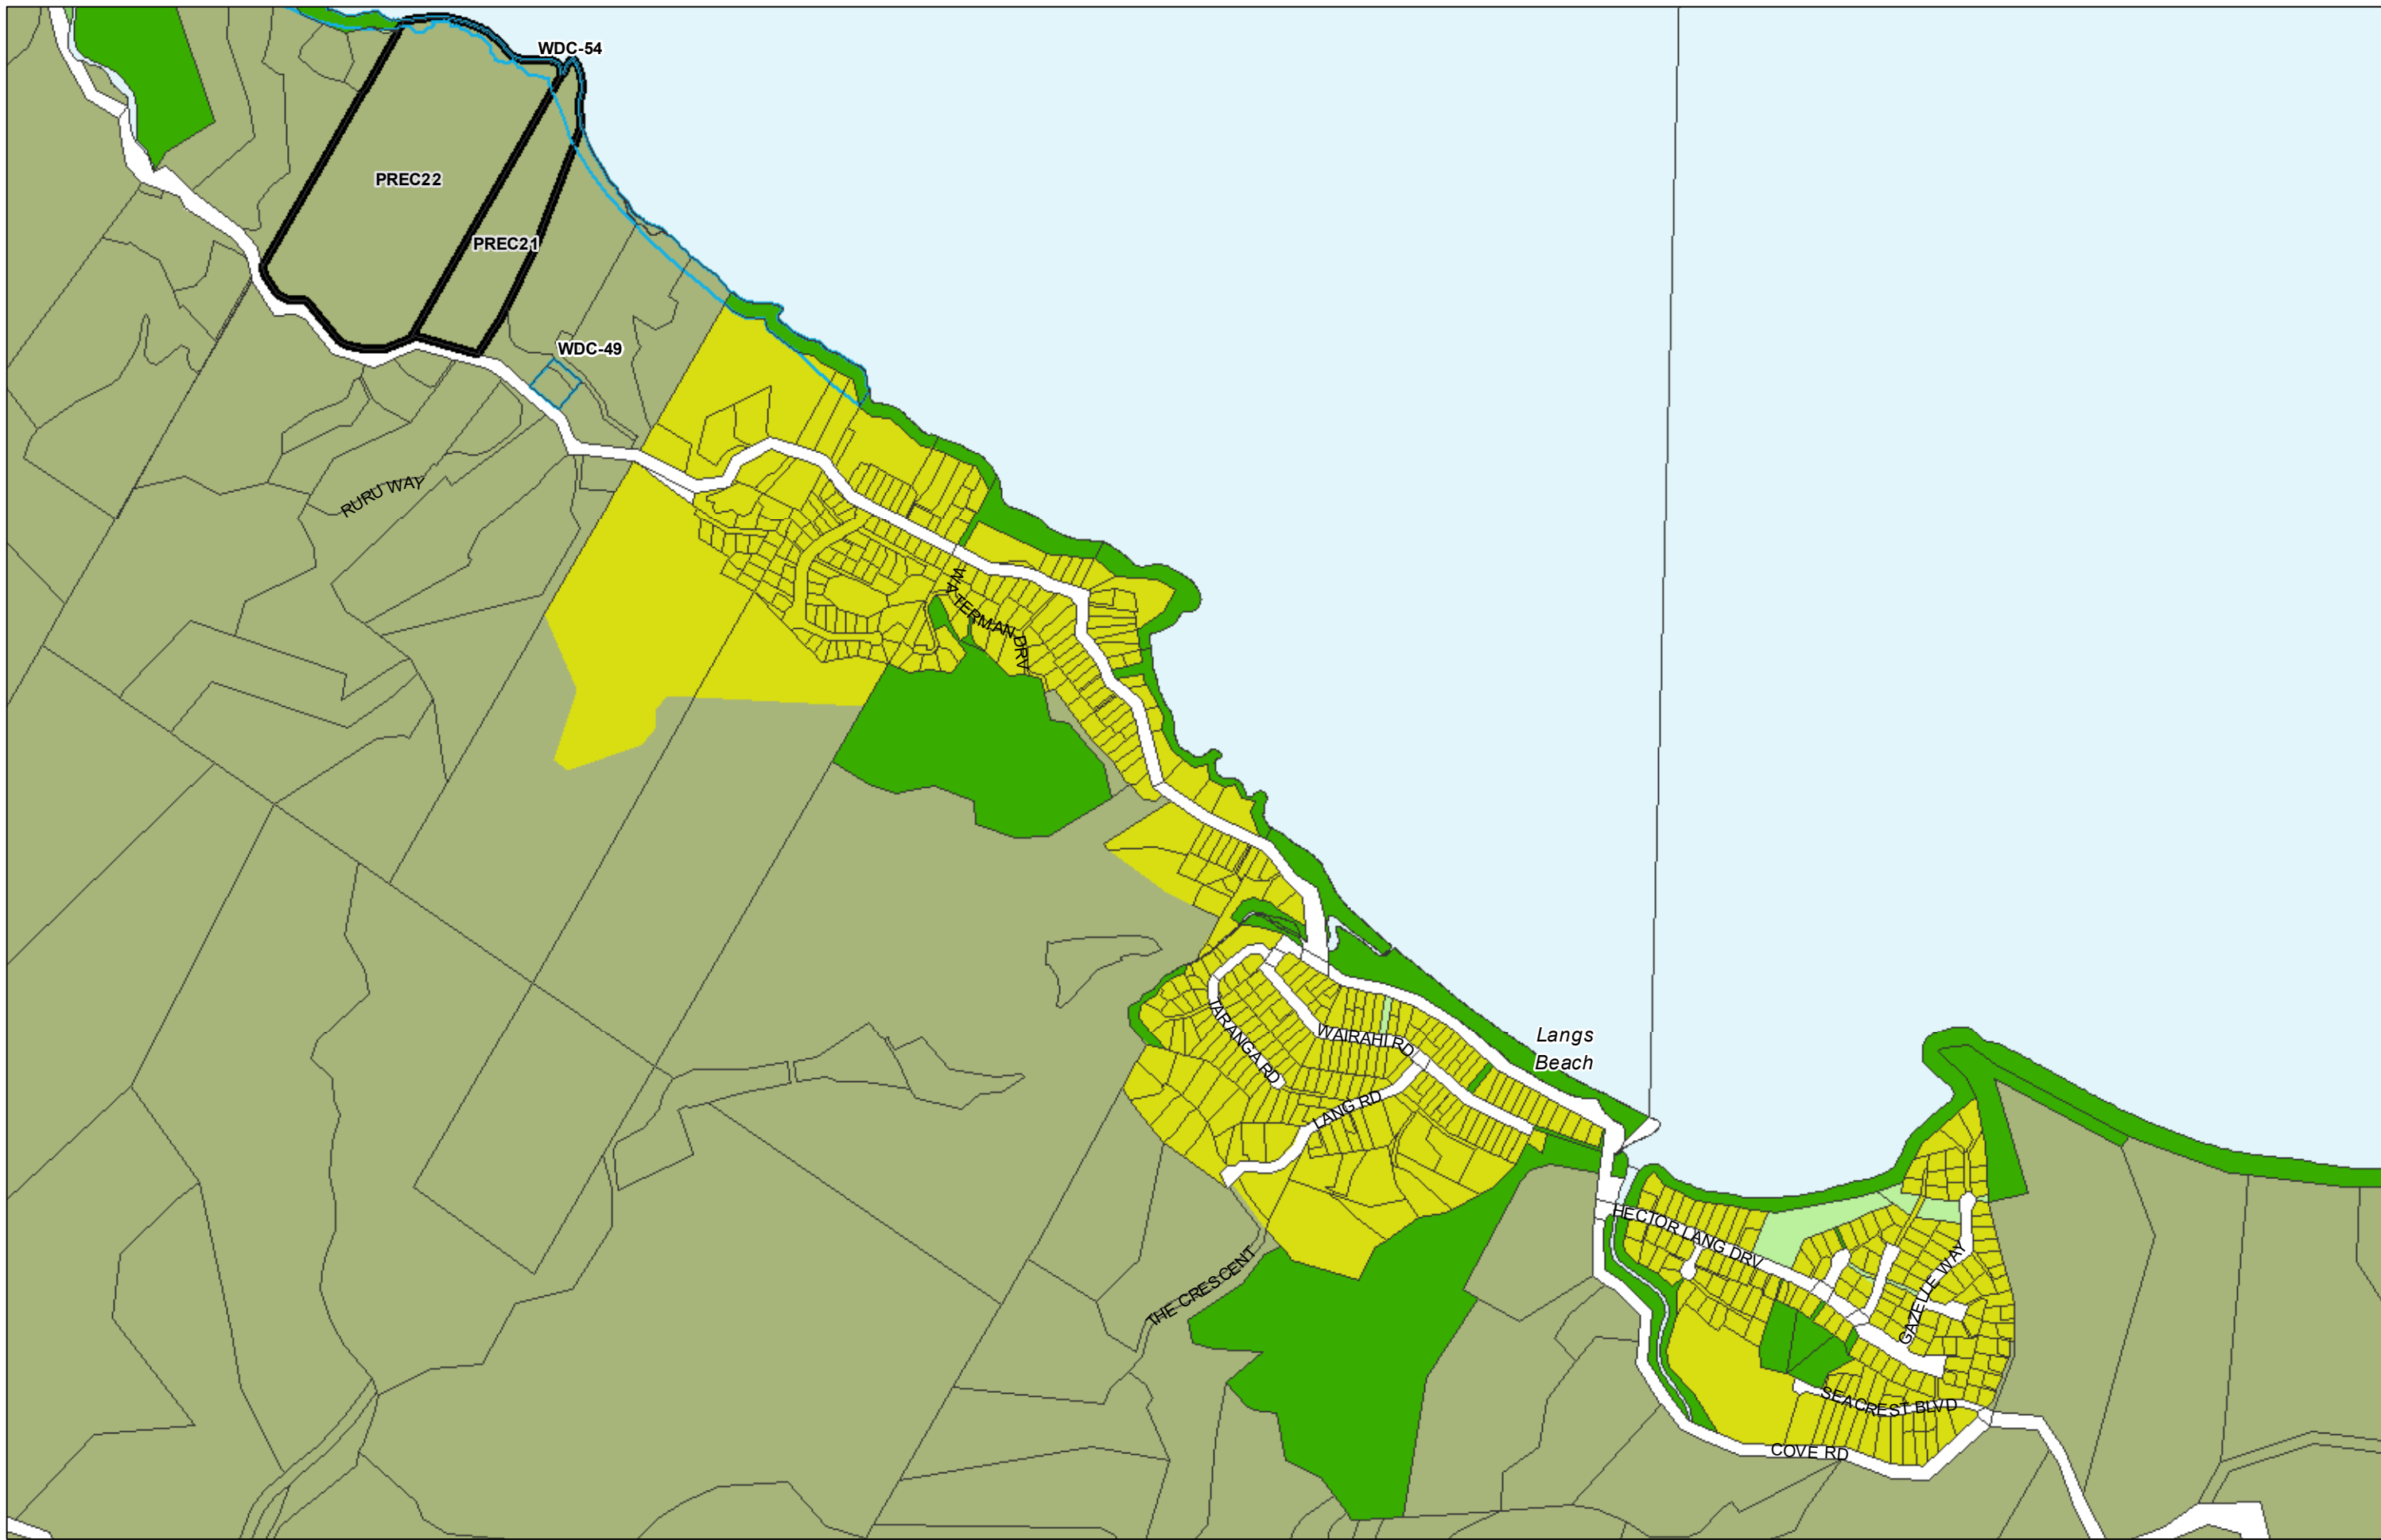 WDC-54
PREC22
PREC21
WDC-49
RURU WAY
WATERMAN DRV
TARANGA RD
WAIRAHI RD
Langs
Beach
LANG RD
HECTOR LANG DRV
GAZELLE WAY
THE CRESCENT
SEACREST BLVD
COVE RD